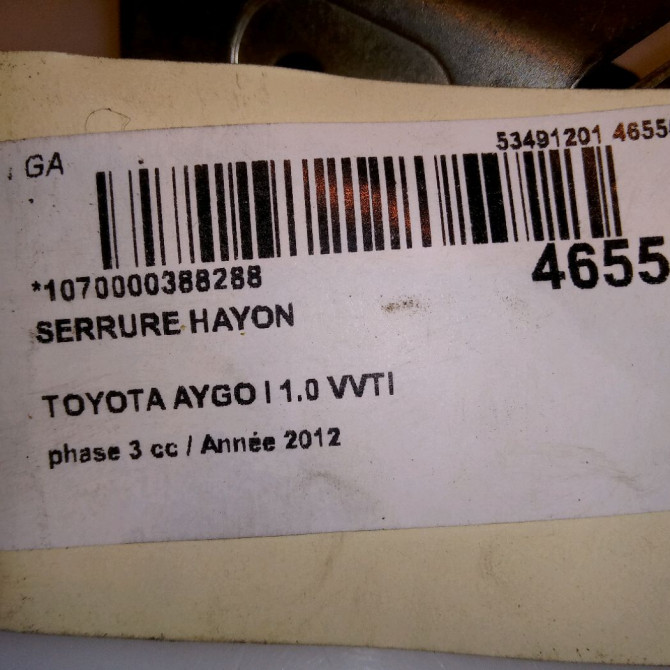 53491201 4655
GA
*1070000388288
4655
SERRURE HAYON
TOYOTA AYGO I 1.0 VVTI
phase 3 cc / Année 2012